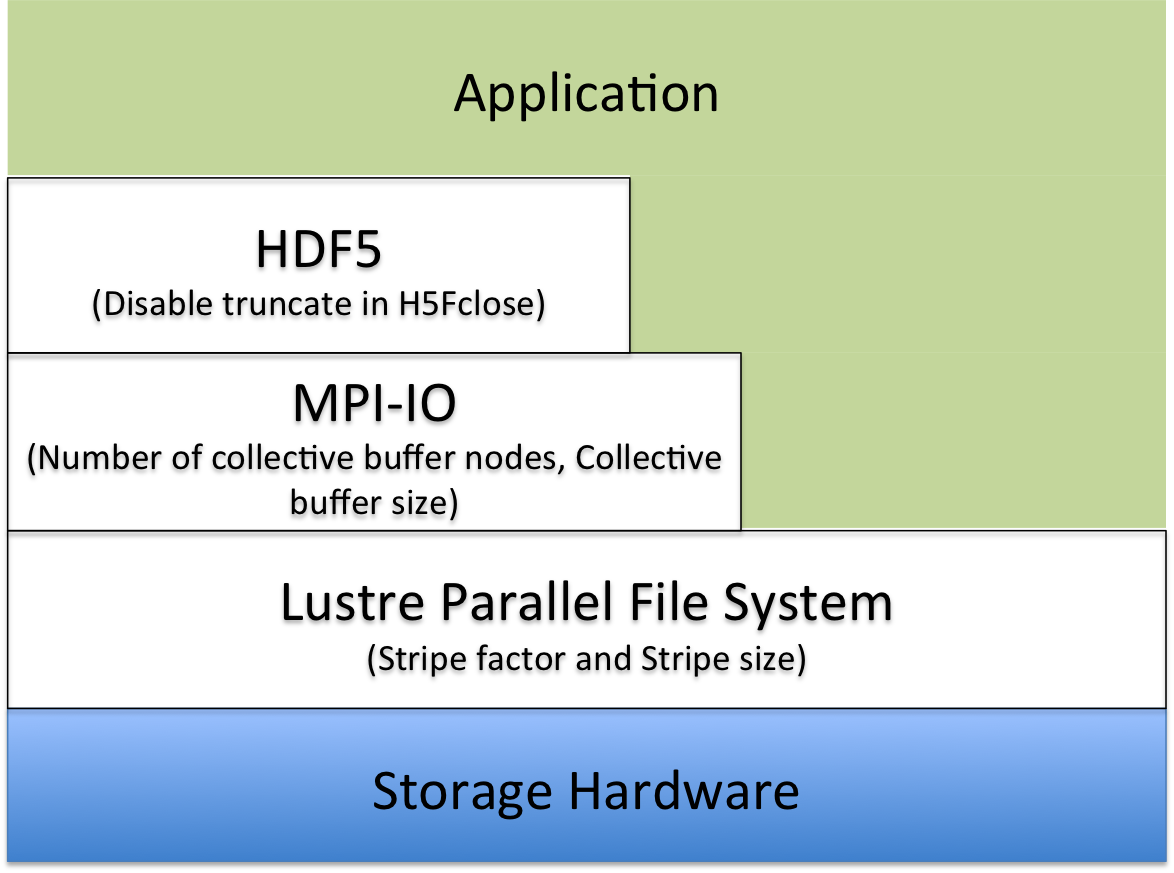 Application
HDF5
(Disable truncate in H5Fclose)
MPI-IO
(Number of collective buffer nodes, Collective
buffer size)
Lustre Parallel File System
(Stripe factor and Stripe size)
Storage Hardware